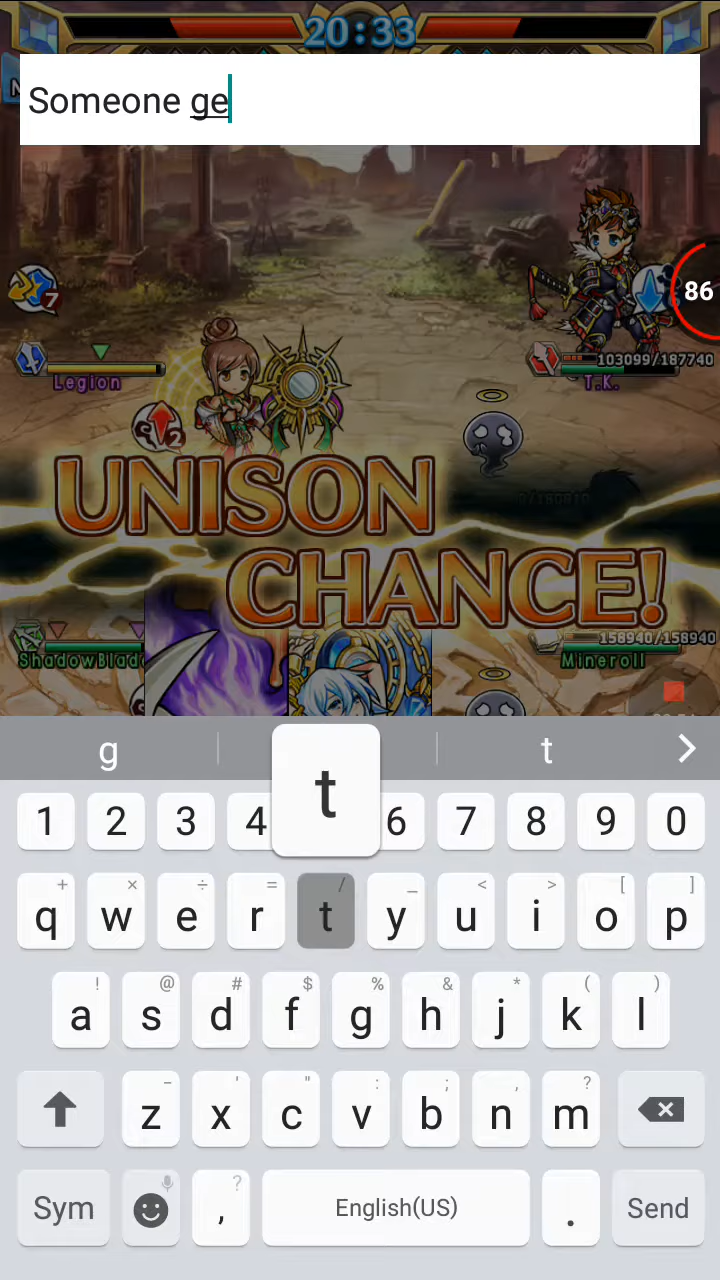 20:33
N
Someone ge
7
86
103099/187740
Legion
T.K.
2
UNISON
CHANCE!
158940/158940
ShadowBlad
Mineroll
g t
t
1 2 3 4 6 7 8 9 0
+ × ÷ = / _ < > [ ]
q w e r t y u i o p
! @ # $ % & * ( )
a s d f g h j k l
- ' " : ; , ?
z x c v b n m
Sym , ? English(US) . Send